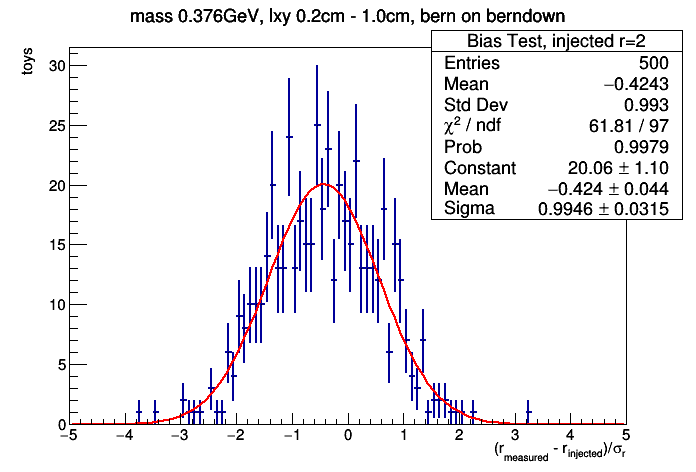 mass 0.376GeV, lxy 0.2cm - 1.0cm, bern on berndown
Bias Test, injected r=2
Entries 500
Mean −0.4243
Std Dev 0.993
χ² / ndf 61.81 / 97
Prob 0.9979
Constant 20.06 ± 1.10
Mean −0.424 ± 0.044
Sigma 0.9946 ± 0.0315
toys
30
25
20
15
10
5
0
−5 −4 −3 −2 −1 0 1 2 3 4 5
(r_measured - r_injected)/σ_r